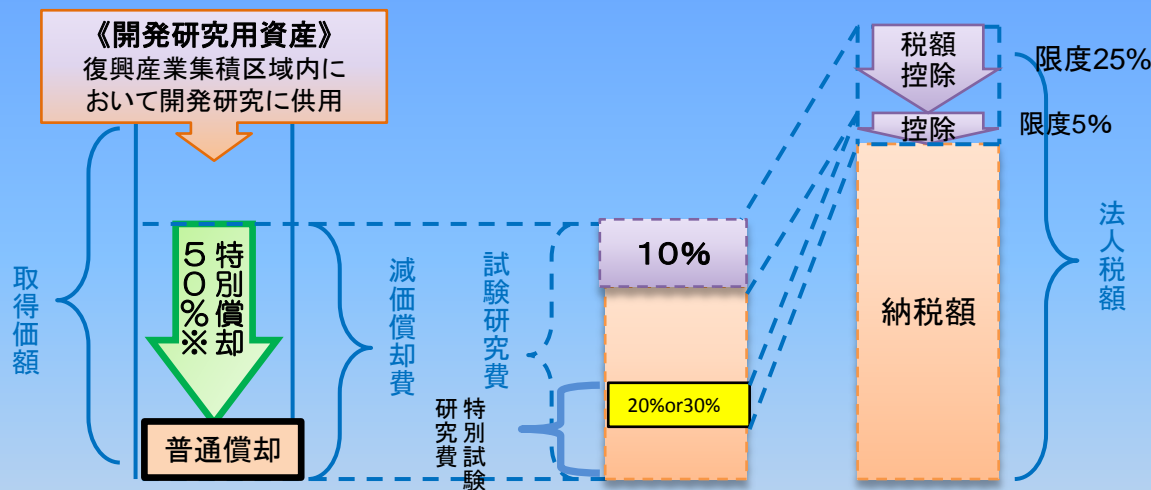 《開発研究用資産》
復興産業集積区域内に
おいて開発研究に供用
取得価額
特別償却
50%※
普通償却
減価償却費
試験研究費
特別試験
研究費
10%
20%or30%
税額
控除
限度25%
控除
限度5%
納税額
法人税額